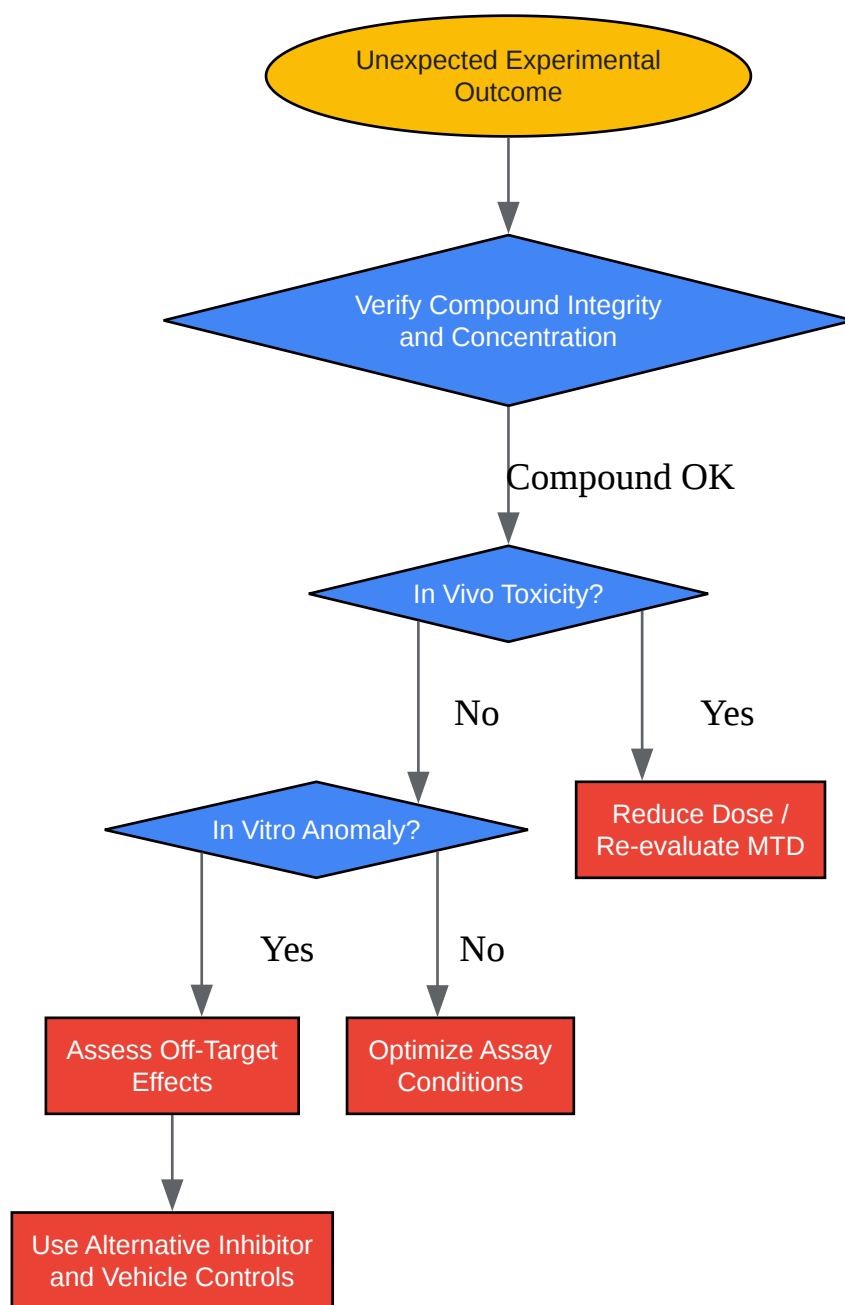 Unexpected Experimental
Outcome
Verify Compound Integrity
and Concentration
Compound OK
In Vivo Toxicity?
No
Yes
In Vitro Anomaly?
Reduce Dose /
Re-evaluate MTD
Yes
No
Assess Off-Target
Effects
Optimize Assay
Conditions
Use Alternative Inhibitor
and Vehicle Controls